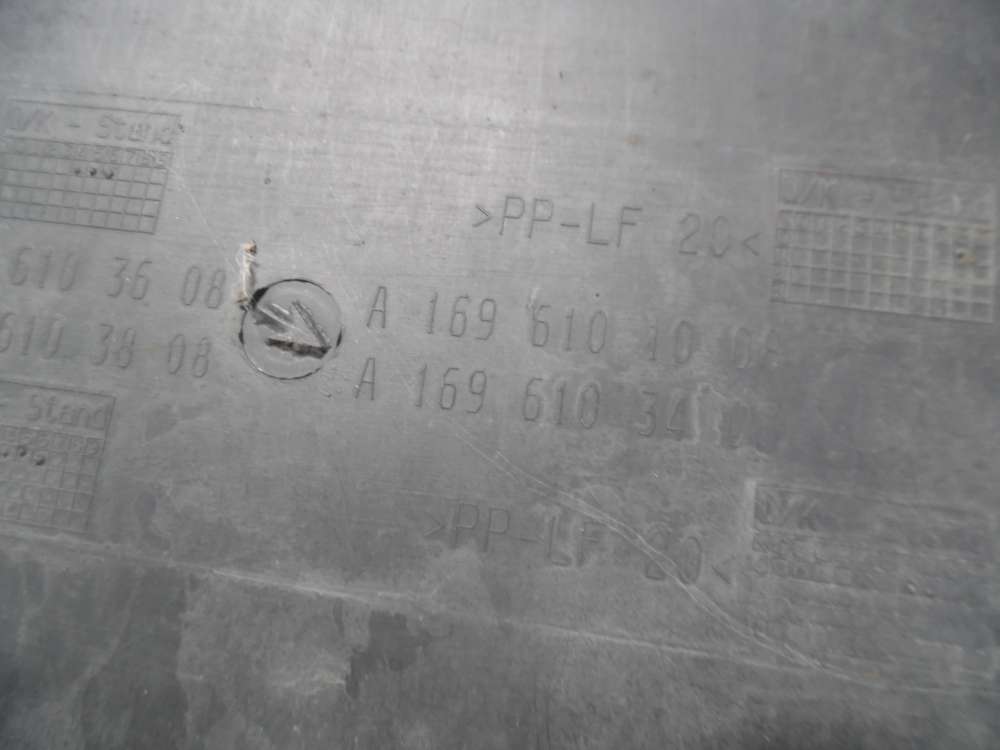 W/K - Stand
>PP-LF 20<
W/K -
610 36 08
A 169 610 10
610 38 08
A 169 610 34
- Stand
>PP-LF 20<
W/K